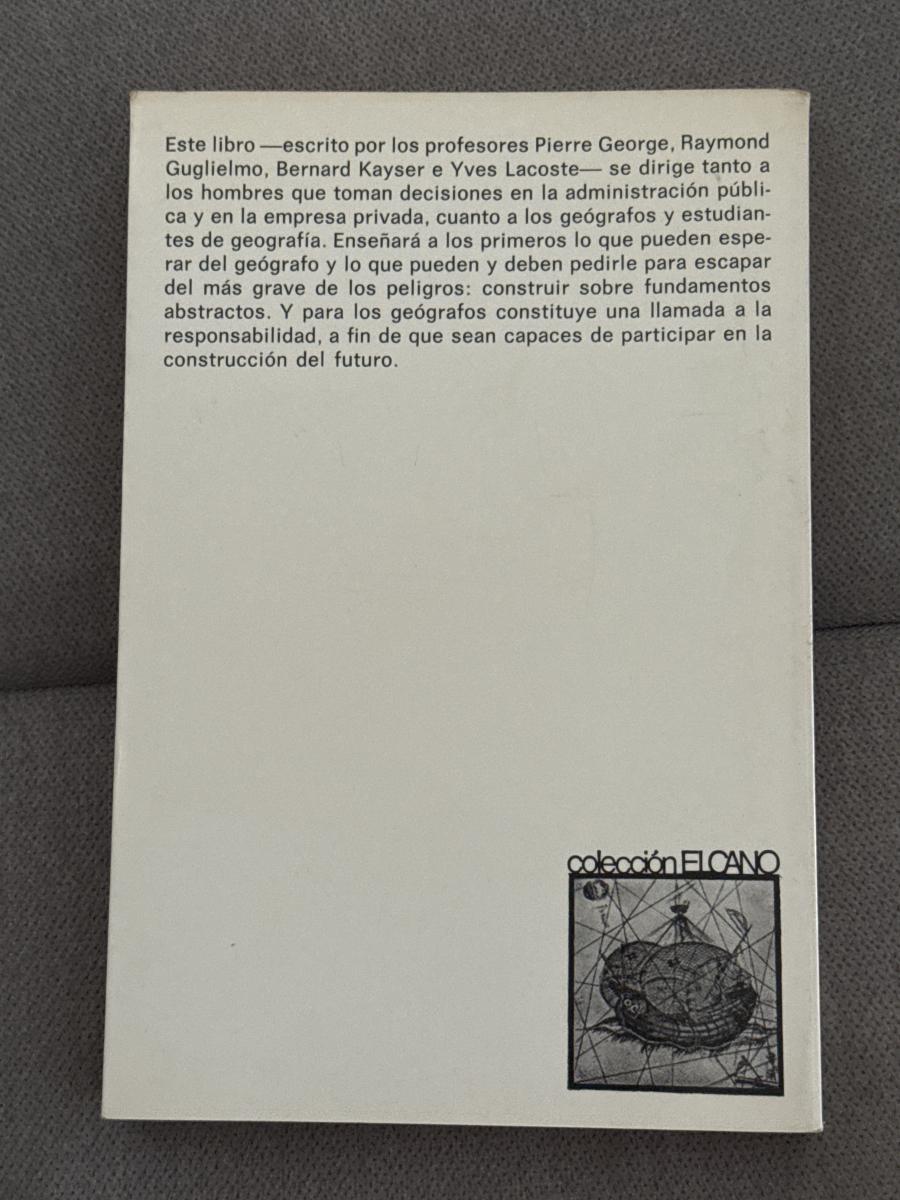 Este libro —escrito por los profesores Pierre George, Raymond
Guglielmo, Bernard Kayser e Yves Lacoste— se dirige tanto a
los hombres que toman decisiones en la administración públi-
ca y en la empresa privada, cuanto a los geógrafos y estudian-
tes de geografía. Enseñará a los primeros lo que pueden espe-
rar del geógrafo y lo que pueden y deben pedirle para escapar
del más grave de los peligros: construir sobre fundamentos
abstractos. Y para los geógrafos constituye una llamada a la
responsabilidad, a fin de que sean capaces de participar en la
construcción del futuro.
colección ELCANO